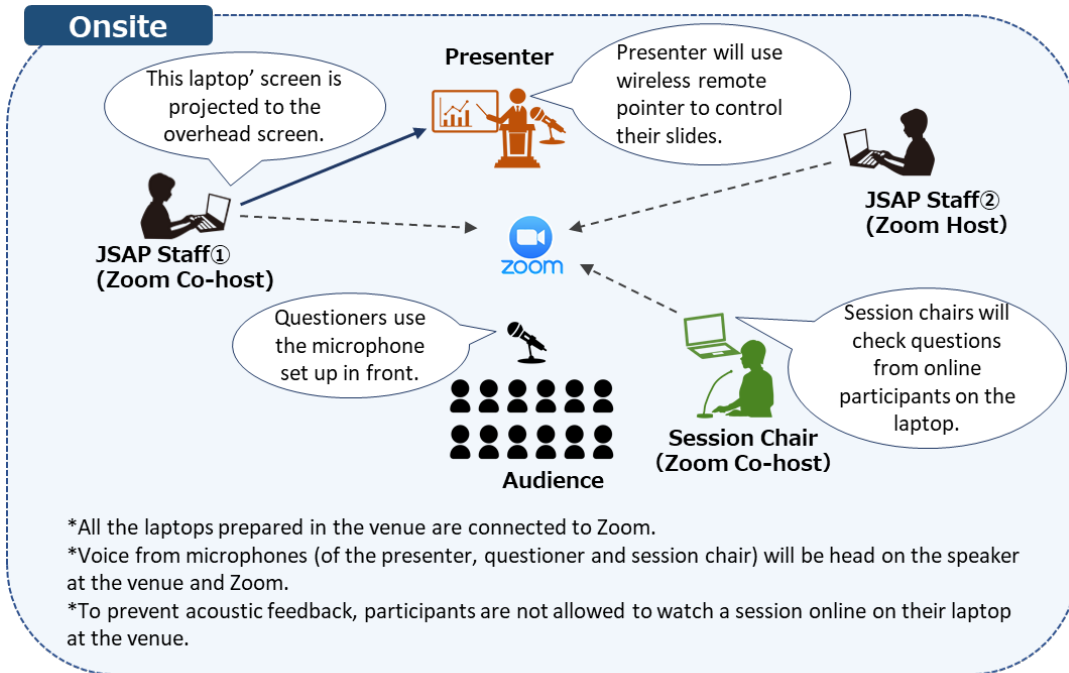 Onsite
Presenter
This laptop’ screen is
projected to the
overhead screen.
Presenter will use
wireless remote
pointer to control
their slides.
JSAP Staff①
(Zoom Co-host)
JSAP Staff②
(Zoom Host)
zoom
Questioners use
the microphone
set up in front.
Session chairs will
check questions
from online
participants on the
laptop.
Session Chair
(Zoom Co-host)
Audience
*All the laptops prepared in the venue are connected to Zoom.
*Voice from microphones (of the presenter, questioner and session chair) will be head on the speaker
at the venue and Zoom.
*To prevent acoustic feedback, participants are not allowed to watch a session online on their laptop
at the venue.